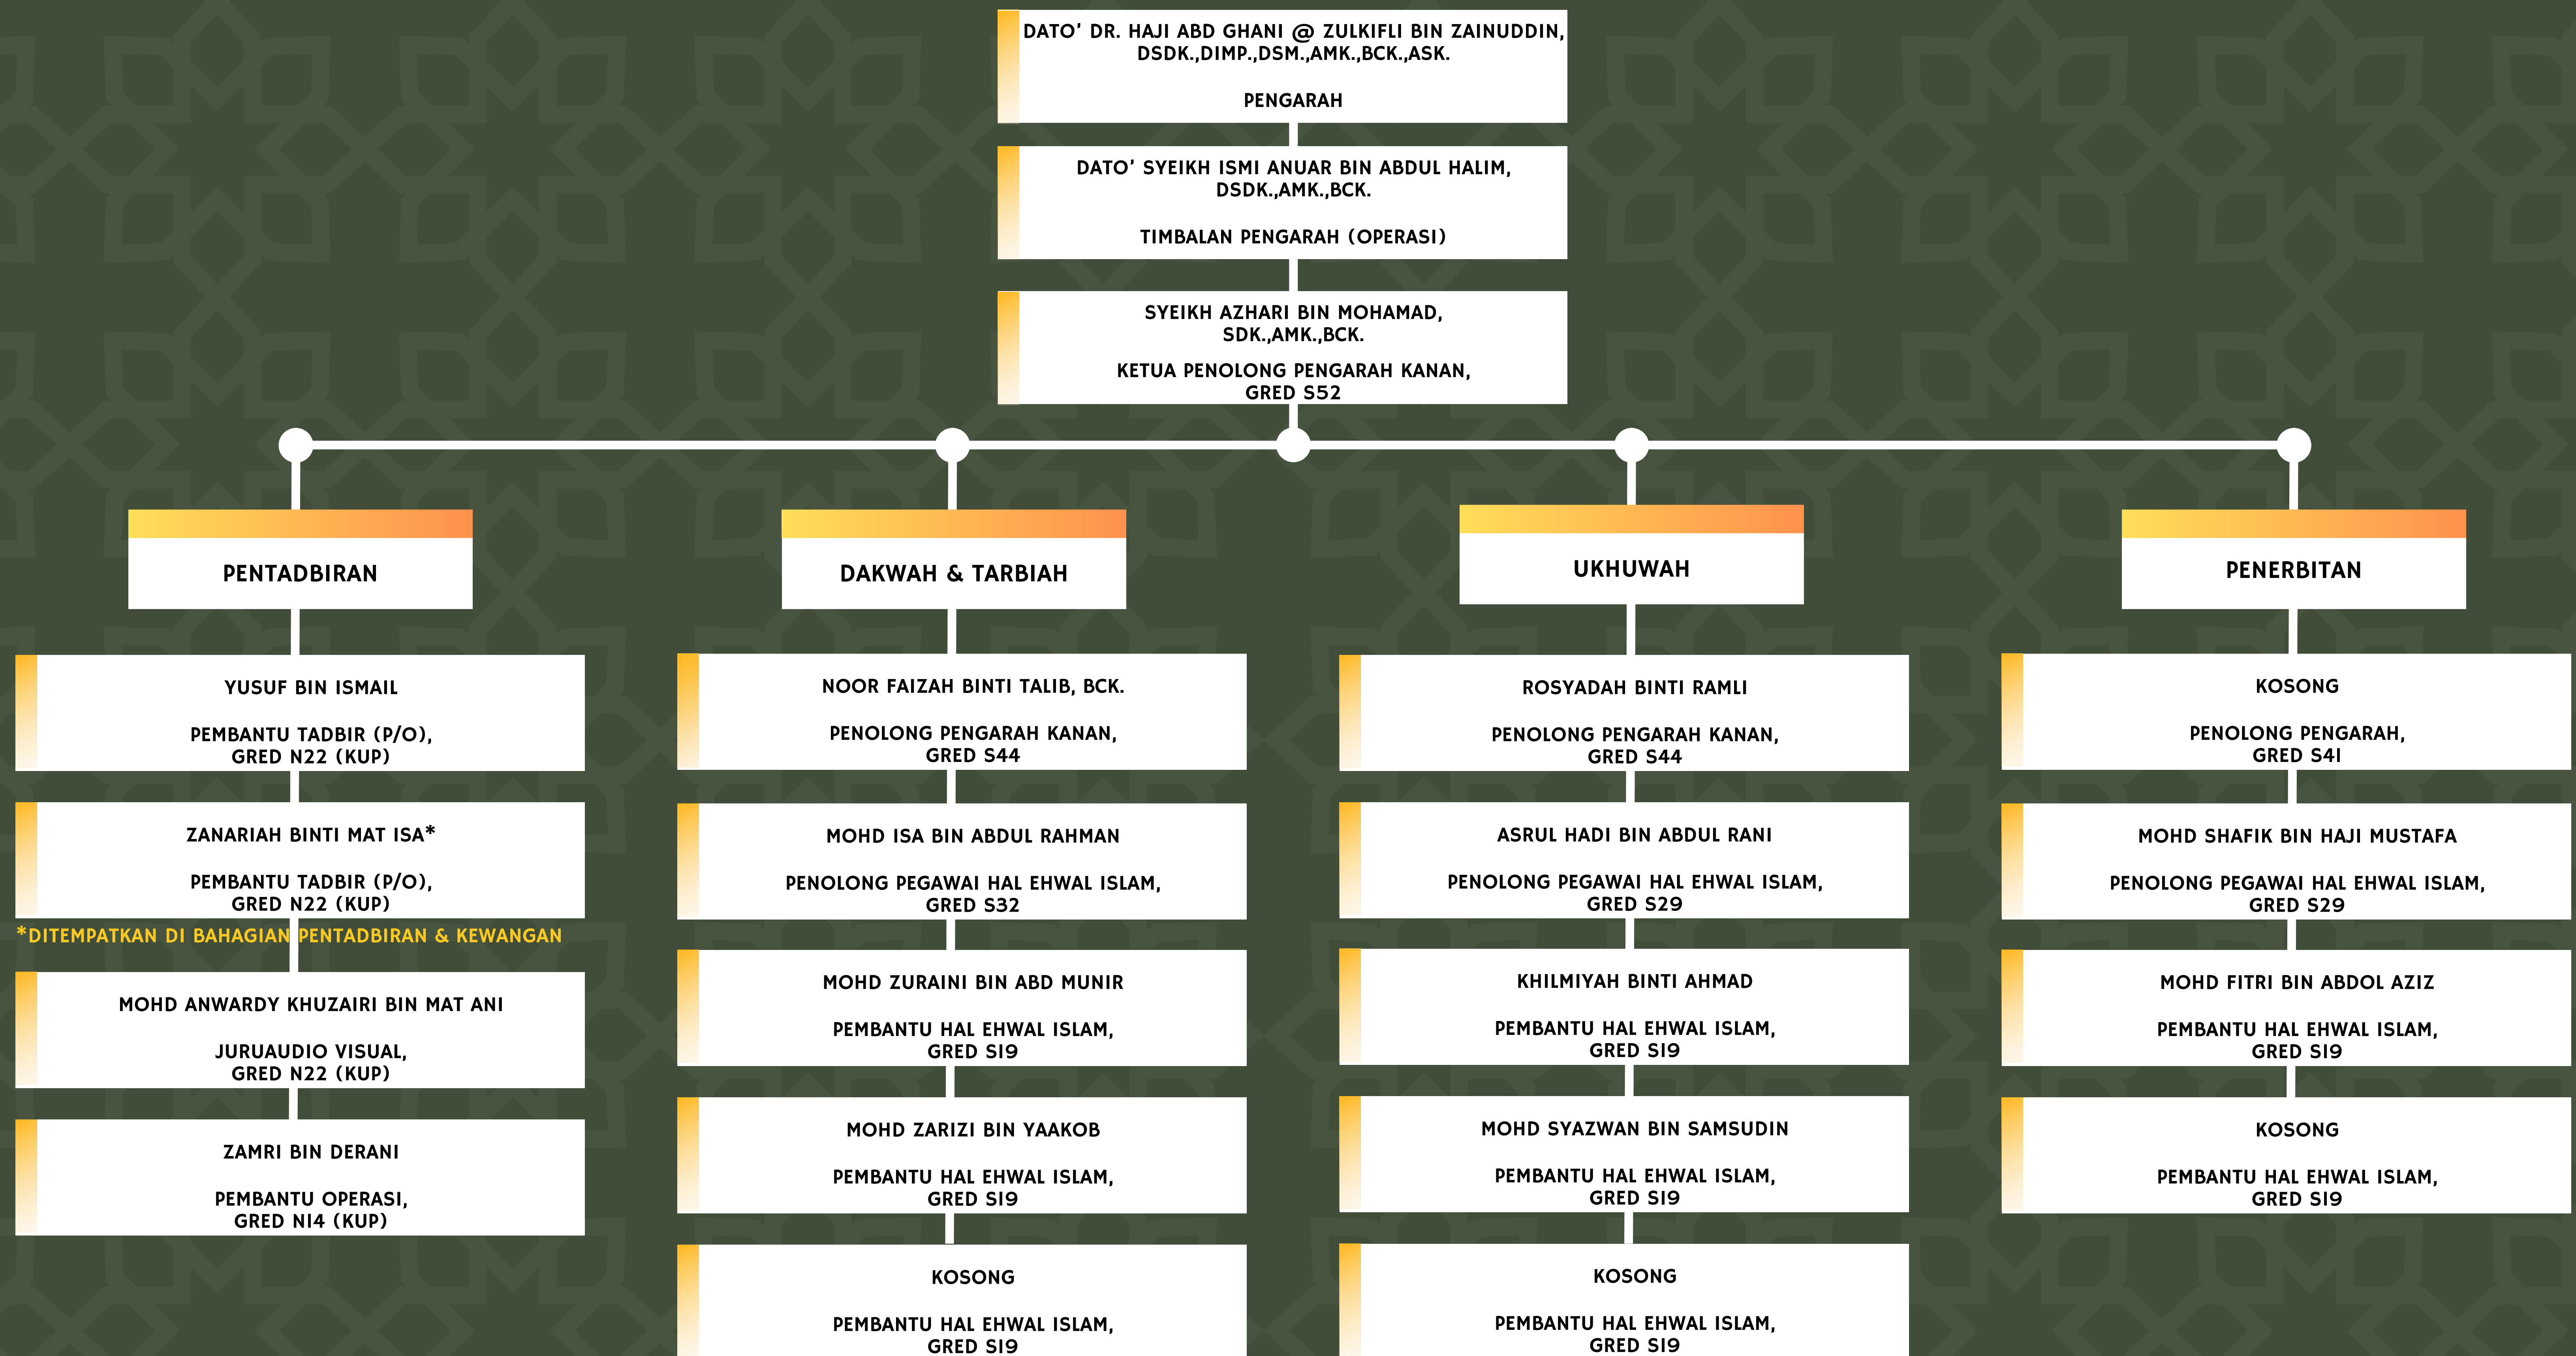 DATO' DR. HAJI ABD GHANI @ ZULKIFLI BIN ZAINUDDIN,
DSDK.,DIMP.,DSM.,AMK.,BCK.,ASK.
PENGARAH
DATO' SYEIKH ISMI ANUAR BIN ABDUL HALIM,
DSDK.,AMK.,BCK.
TIMBALAN PENGARAH (OPERASI)
SYEIKH AZHARI BIN MOHAMAD,
SDK.,AMK.,BCK.
KETUA PENOLONG PENGARAH KANAN,
GRED S52
PENTADBIRAN
YUSUF BIN ISMAIL
PEMBANTU TADBIR (P/O),
GRED N22 (KUP)
ZANARIAH BINTI MAT ISA*
PEMBANTU TADBIR (P/O),
GRED N22 (KUP)
*DITEMPATKAN DI BAHAGIAN PENTADBIRAN & KEWANGAN
MOHD ANWARDY KHUZAIRI BIN MAT ANI
JURUAUDIO VISUAL,
GRED N22 (KUP)
ZAMRI BIN DERANI
PEMBANTU OPERASI,
GRED N14 (KUP)
DAKWAH & TARBIAH
NOOR FAIZAH BINTI TALIB, BCK.
PENOLONG PENGARAH KANAN,
GRED S44
MOHD ISA BIN ABDUL RAHMAN
PENOLONG PEGAWAI HAL EHWAL ISLAM,
GRED S32
MOHD ZURAINI BIN ABD MUNIR
PEMBANTU HAL EHWAL ISLAM,
GRED S19
MOHD ZARIZI BIN YAAKOB
PEMBANTU HAL EHWAL ISLAM,
GRED S19
KOSONG
PEMBANTU HAL EHWAL ISLAM,
GRED S19
UKHUWAH
ROSYADAH BINTI RAMLI
PENOLONG PENGARAH KANAN,
GRED S44
ASRUL HADI BIN ABDUL RANI
PENOLONG PEGAWAI HAL EHWAL ISLAM,
GRED S29
KHILMIYAH BINTI AHMAD
PEMBANTU HAL EHWAL ISLAM,
GRED S19
MOHD SYAZWAN BIN SAMSUDIN
PEMBANTU HAL EHWAL ISLAM,
GRED S19
KOSONG
PEMBANTU HAL EHWAL ISLAM,
GRED S19
PENERBITAN
KOSONG
PENOLONG PENGARAH,
GRED S41
MOHD SHAFIK BIN HAJI MUSTAFA
PENOLONG PEGAWAI HAL EHWAL ISLAM,
GRED S29
MOHD FITRI BIN ABDOL AZIZ
PEMBANTU HAL EHWAL ISLAM,
GRED S19
KOSONG
PEMBANTU HAL EHWAL ISLAM,
GRED S19